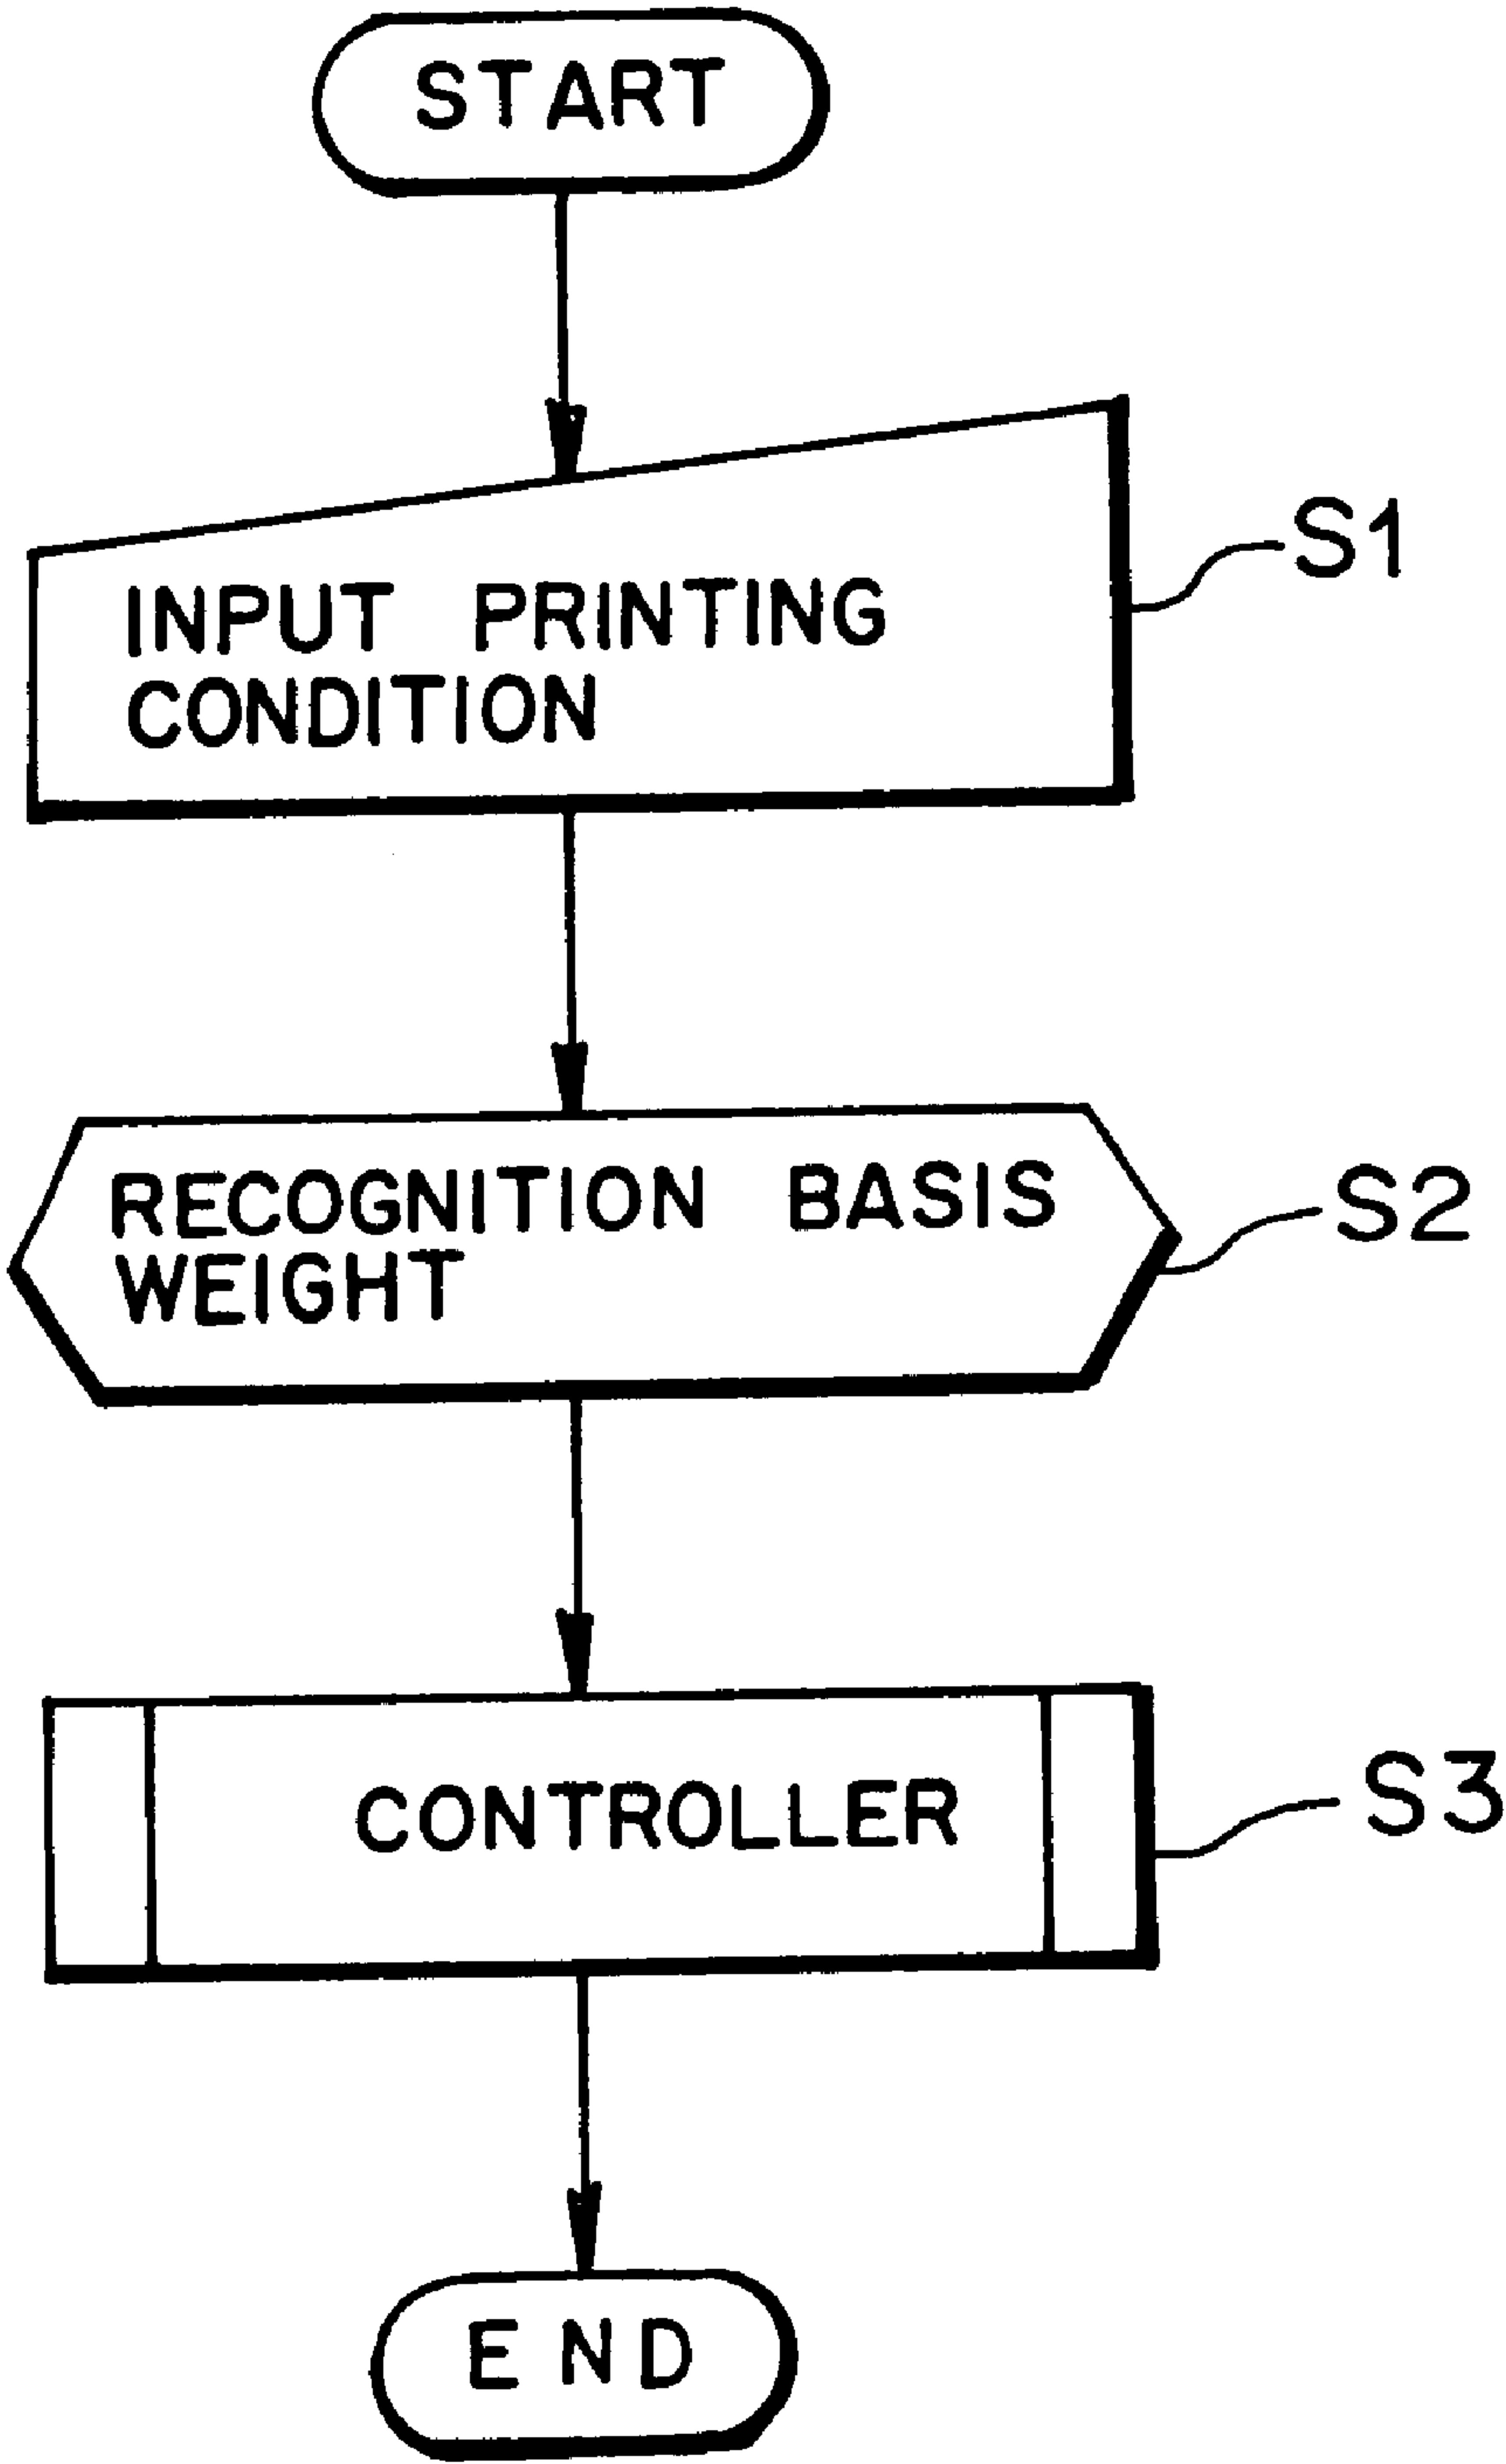 START
S1
INPUT PRINTING
CONDITION
RECOGNITION BASIS
WEIGHT
S2
CONTROLLER
S3
END